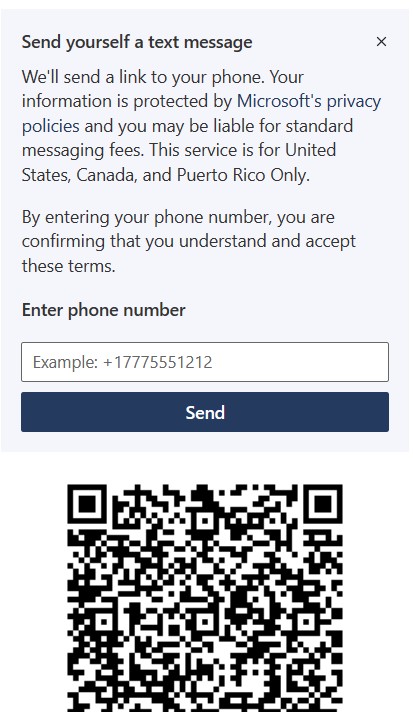 Send yourself a text message
We'll send a link to your phone. Your
information is protected by Microsoft's privacy
policies and you may be liable for standard
messaging fees. This service is for United
States, Canada, and Puerto Rico Only.
By entering your phone number, you are
confirming that you understand and accept
these terms.
Enter phone number
Example: +17775551212
Send